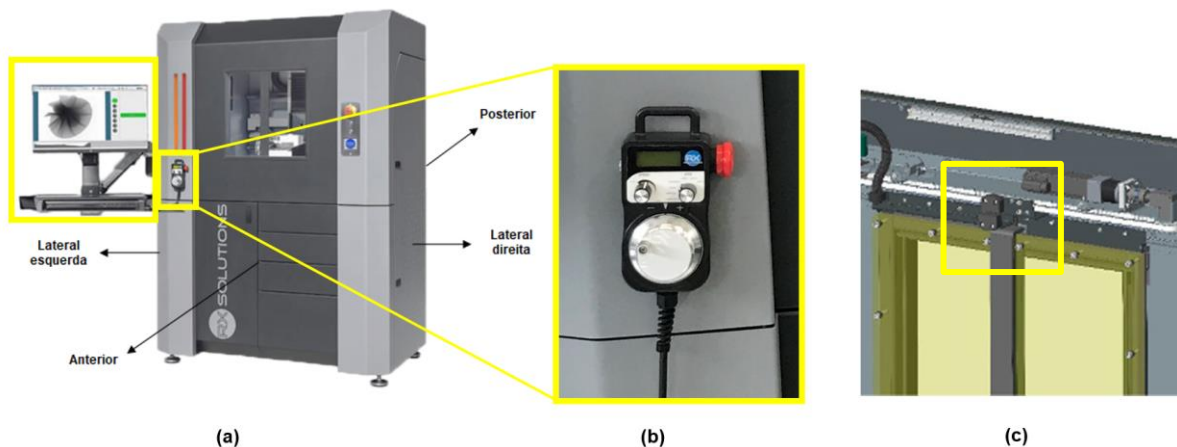 Posterior
Lateral
esquerda
Lateral
direita
Anterior
RX SOLUTIONS
RX
(a)
(b)
(c)